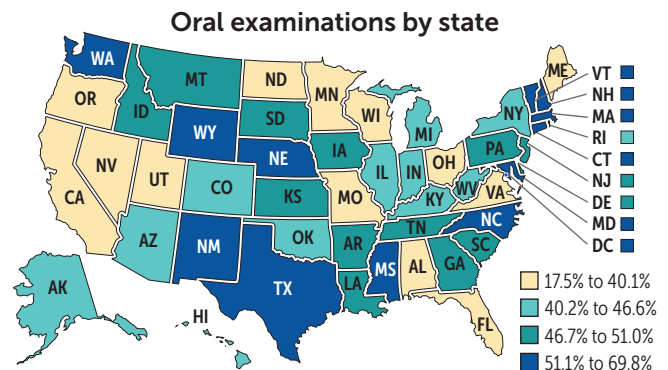 Oral examinations by state
WA
MT
ND
MN
ME
VT
NH
MA
RI
CT
NJ
DE
MD
DC
OR
ID
SD
WI
MI
NY
WY
IA
PA
NE
IL
IN
OH
NV
UT
CO
KS
MO
KY
WV
VA
CA
NC
TN
AZ
NM
OK
AR
SC
MS
AL
GA
TX
LA
AK
HI
FL
17.5% to 40.1%
40.2% to 46.6%
46.7% to 51.0%
51.1% to 69.8%